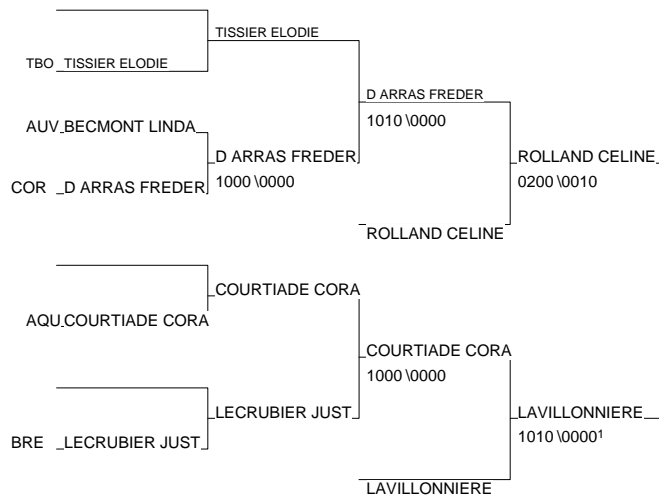 TISSIER ELODIE
TBO TISSIER ELODIE
D ARRAS FREDER
1010 \0000
AUV BECMONT LINDA
D ARRAS FREDER
1000 \0000
ROLLAND CELINE
0200 \0010
COR D ARRAS FREDER
ROLLAND CELINE
COURTIADE CORA
AQU COURTIADE CORA
COURTIADE CORA
1000 \0000
LECRUBIER JUST
LAVILLONNIERE
1010 \0000¹
BRE LECRUBIER JUST
LAVILLONNIERE